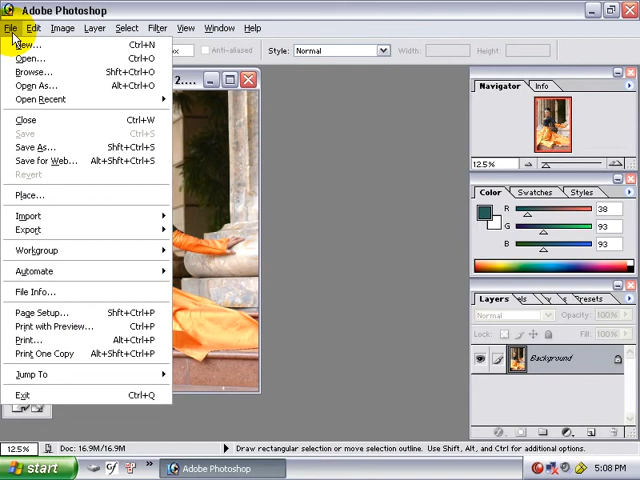 Adobe Photoshop
File Edit Image Layer Select Filter View Window Help
Anti-aliased Style: Normal Width: Height:
New... Ctrl+N
Open... Ctrl+O
Browse... Shft+Ctrl+O
Open As... Alt+Ctrl+O
Open Recent
Close Ctrl+W
Save Ctrl+S
Save As... Shft+Ctrl+S
Save for Web... Alt+Shft+Ctrl+S
Revert
Place...
Import
Export
Workgroup
Automate
File Info...
Page Setup... Shft+Ctrl+P
Print with Preview... Ctrl+P
Print... Alt+Ctrl+P
Print One Copy Alt+Shft+Ctrl+P
Jump To
Exit Ctrl+Q
2....
Navigator Info
12.5%
Color Swatches Styles
R 38
G 93
B 93
Layers Presets
Normal Opacity: 100%
Lock: Fill: 100%
Background
12.5% Doc: 16.9M/16.9M Draw rectangular selection or move selection outline. Use Shift, Alt, and Ctrl for additional options.
start Adobe Photoshop 5:08 PM